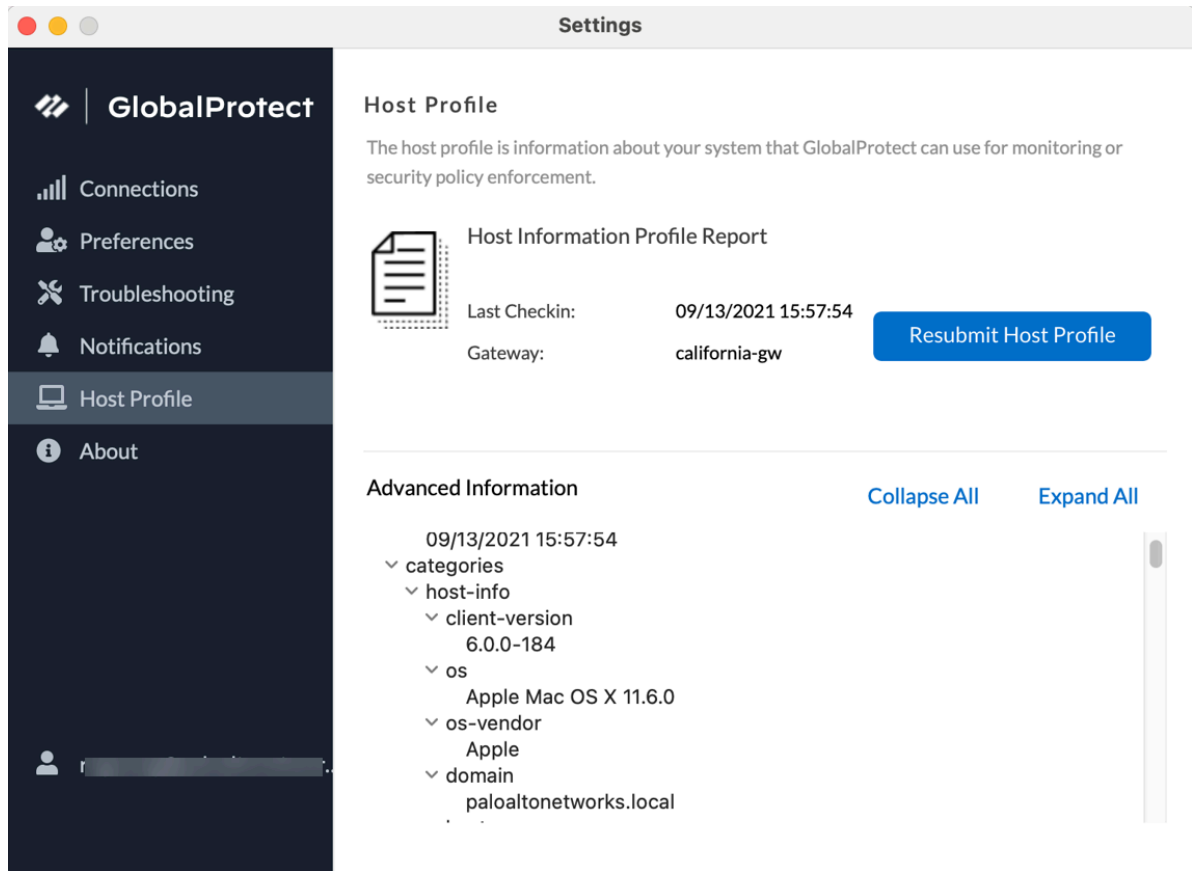 Settings
GlobalProtect
Connections
Preferences
Troubleshooting
Notifications
Host Profile
About
Host Profile
The host profile is information about your system that GlobalProtect can use for monitoring or
security policy enforcement.
Host Information Profile Report
Last Checkin: 09/13/2021 15:57:54
Gateway: california-gw
Resubmit Host Profile
Advanced Information
Collapse All Expand All
09/13/2021 15:57:54
categories
host-info
client-version
6.0.0-184
os
Apple Mac OS X 11.6.0
os-vendor
Apple
domain
paloaltonetworks.local